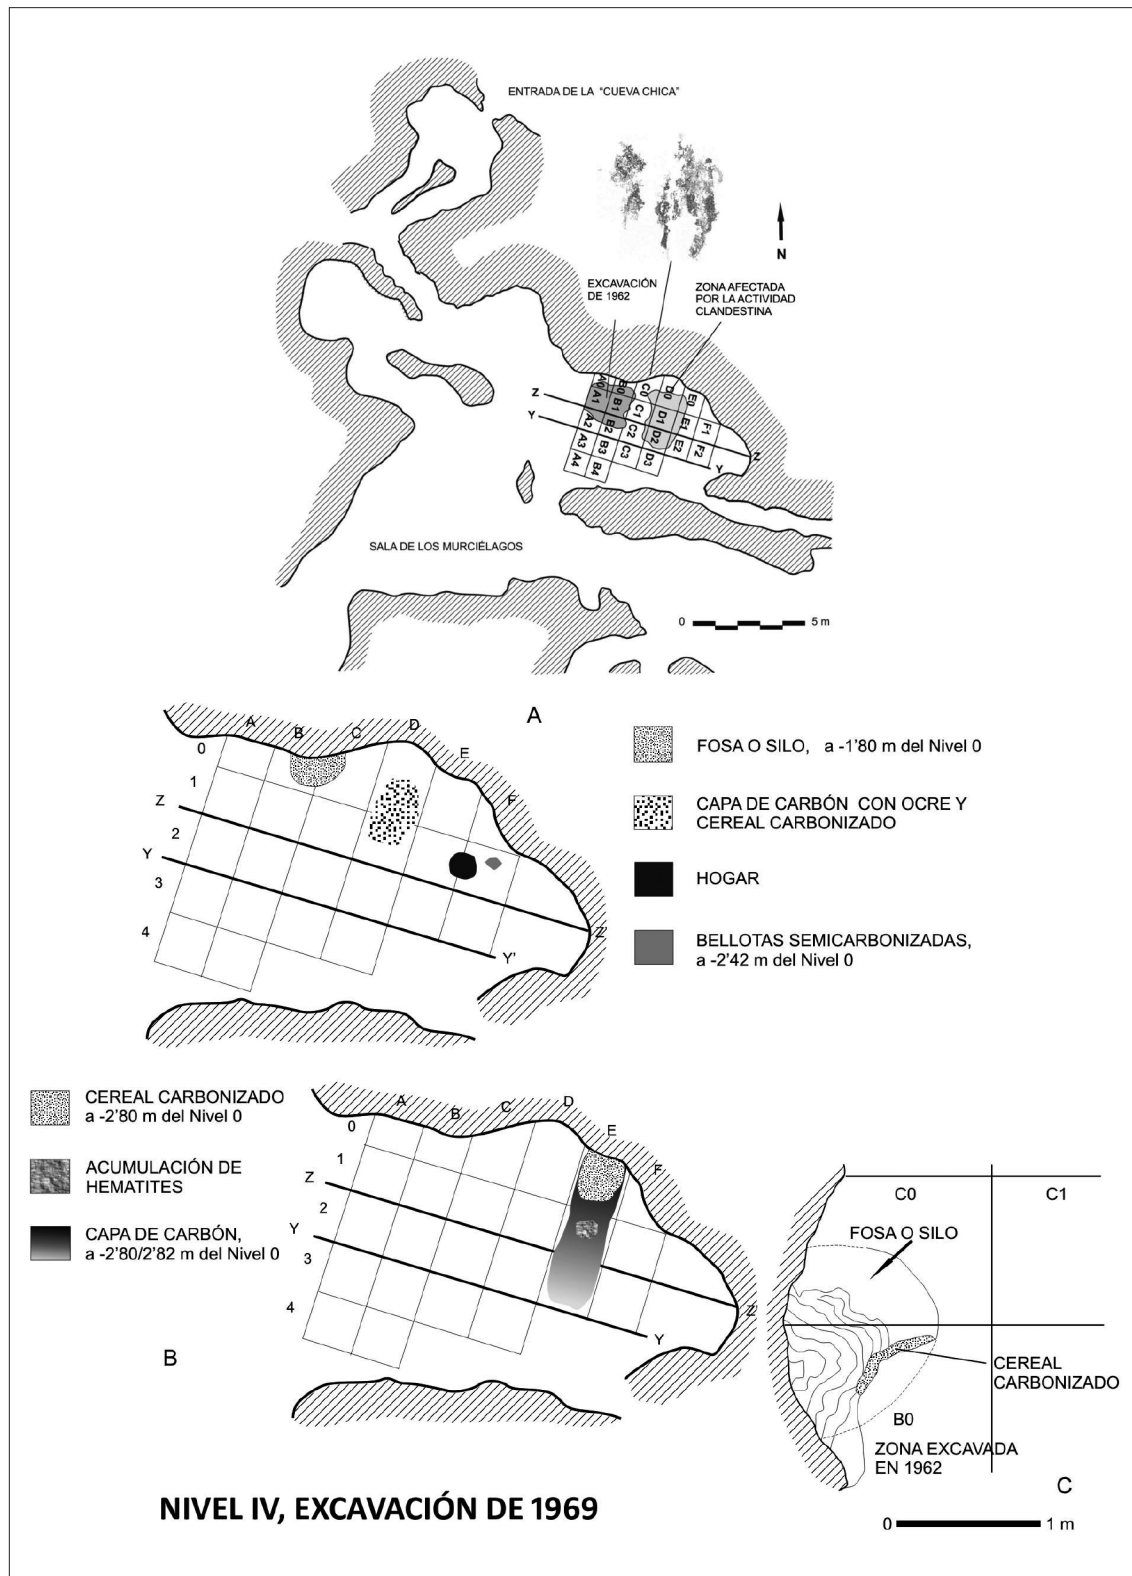 ENTRADA DE LA "CUEVA CHICA"
N
EXCAVACIÓN
DE 1962
ZONA AFECTADA
POR LA ACTIVIDAD
CLANDESTINA
A0 B0 C0 D0 E0
A1 B1 C1 D1 E1 F1
A2 B2 C2 D2 E2 F2
A3 B3 C3 D3
A4 B4
Z
Y
Z
Y
SALA DE LOS MURCIÉLAGOS
0 5 m
A
A B C D E F
0
1
Z
2
Y
3
4
Z'
Y'
FOSA O SILO, a -1'80 m del Nivel 0
CAPA DE CARBÓN CON OCRE Y
CEREAL CARBONIZADO
HOGAR
BELLOTAS SEMICARBONIZADAS,
a -2'42 m del Nivel 0
CEREAL CARBONIZADO
a -2'80 m del Nivel 0
ACUMULACIÓN DE
HEMATITES
CAPA DE CARBÓN,
a -2'80/2'82 m del Nivel 0
A B C D E F
0
1
Z
2
Y
3
4
Z
Y
B
C0 C1
FOSA O SILO
CEREAL
CARBONIZADO
B0
ZONA EXCAVADA
EN 1962
C
0 1 m
NIVEL IV, EXCAVACIÓN DE 1969